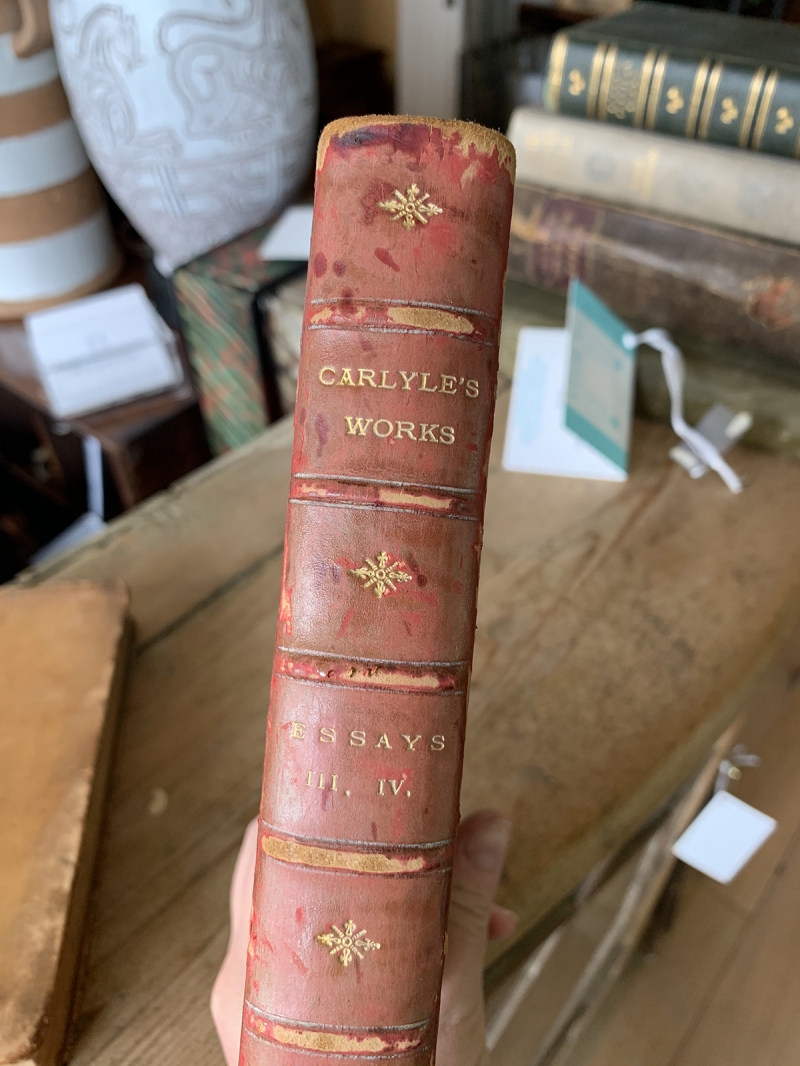 CARLYLE'S
WORKS
ESSAYS
III. IV.